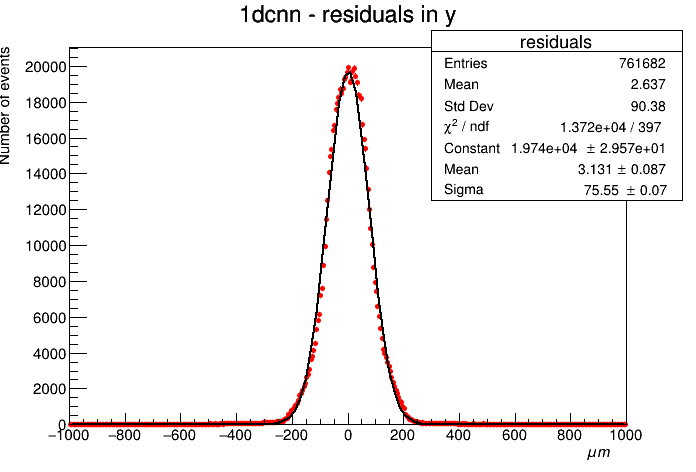 1dcnn - residuals in y
residuals
Entries 761682
Mean 2.637
Std Dev 90.38
χ² / ndf 1.372e+04 / 397
Constant 1.974e+04 ± 2.957e+01
Mean 3.131 ± 0.087
Sigma 75.55 ± 0.07
Number of events
20000
18000
16000
14000
12000
10000
8000
6000
4000
2000
0
−1000 −800 −600 −400 −200 0 200 400 600 800 1000
μm